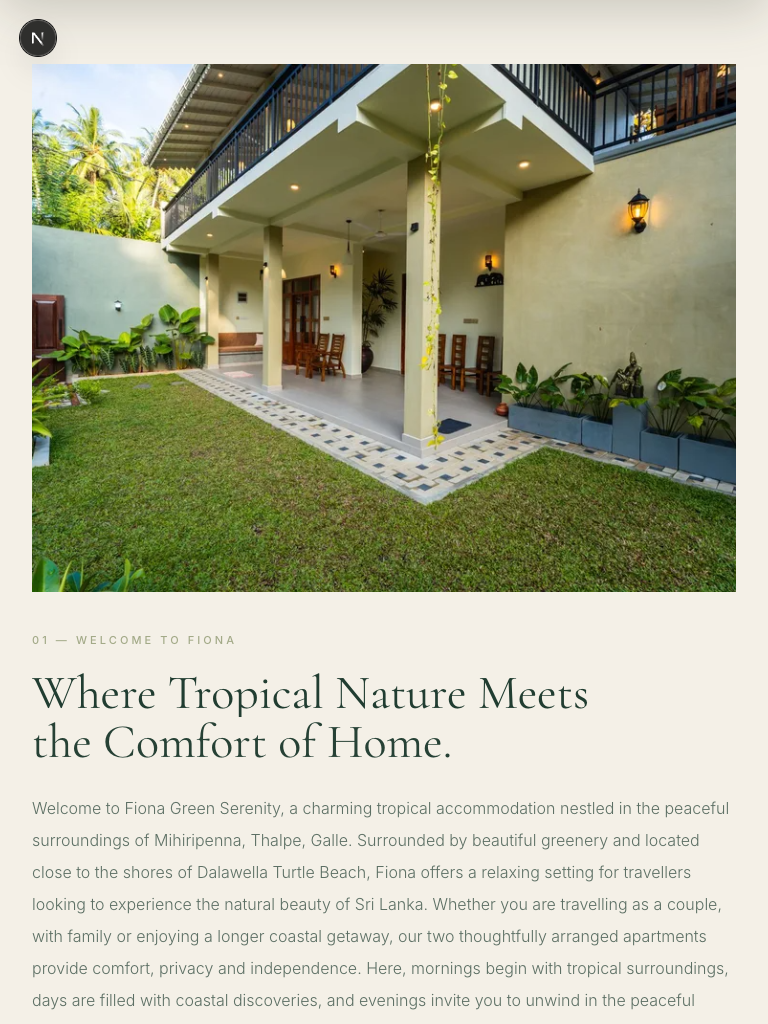 N
01 — WELCOME TO FIONA
Where Tropical Nature Meets
the Comfort of Home.
Welcome to Fiona Green Serenity, a charming tropical accommodation nestled in the peaceful
surroundings of Mihiripenna, Thalpe, Galle. Surrounded by beautiful greenery and located
close to the shores of Dalawella Turtle Beach, Fiona offers a relaxing setting for travellers
looking to experience the natural beauty of Sri Lanka. Whether you are travelling as a couple,
with family or enjoying a longer coastal getaway, our two thoughtfully arranged apartments
provide comfort, privacy and independence. Here, mornings begin with tropical surroundings,
days are filled with coastal discoveries, and evenings invite you to unwind in the peaceful